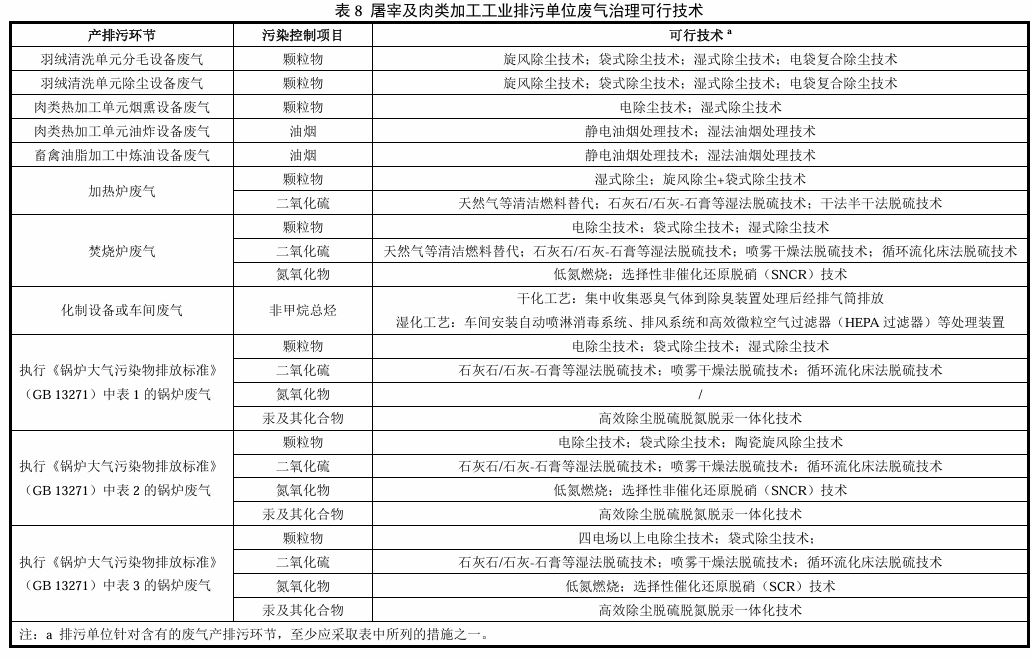 表 8 屠宰及肉类加工工业排污单位废气治理可行技术
产排污环节 污染控制项目 可行技术 a
羽绒清洗单元分毛设备废气 颗粒物 旋风除尘技术；袋式除尘技术；湿式除尘技术；电袋复合除尘技术
羽绒清洗单元除尘设备废气 颗粒物 旋风除尘技术；袋式除尘技术；湿式除尘技术；电袋复合除尘技术
肉类热加工单元烟熏设备废气 颗粒物 电除尘技术；湿式除尘技术
肉类热加工单元油炸设备废气 油烟 静电油烟处理技术；湿法油烟处理技术
畜禽油脂加工中炼油设备废气 油烟 静电油烟处理技术；湿法油烟处理技术
加热炉废气
颗粒物 湿式除尘；旋风除尘+袋式除尘技术
二氧化硫 天然气等清洁燃料替代；石灰石/石灰-石膏等湿法脱硫技术；干法半干法脱硫技术
焚烧炉废气
颗粒物 电除尘技术；袋式除尘技术；湿式除尘技术
二氧化硫 天然气等清洁燃料替代；石灰石/石灰-石膏等湿法脱硫技术；喷雾干燥法脱硫技术；循环流化床法脱硫技术
氮氧化物 低氮燃烧；选择性非催化还原脱硝（SNCR）技术
化制设备或车间废气 非甲烷总烃
干化工艺：集中收集恶臭气体到除臭装置处理后经排气筒排放
湿化工艺：车间安装自动喷淋消毒系统、排风系统和高效微粒空气过滤器（HEPA 过滤器）等处理装置
执行《锅炉大气污染物排放标准》
（GB 13271）中表 1 的锅炉废气
颗粒物 电除尘技术；袋式除尘技术；湿式除尘技术
二氧化硫 石灰石/石灰-石膏等湿法脱硫技术；喷雾干燥法脱硫技术；循环流化床法脱硫技术
氮氧化物 /
汞及其化合物 高效除尘脱硫脱氮脱汞一体化技术
执行《锅炉大气污染物排放标准》
（GB 13271）中表 2 的锅炉废气
颗粒物 电除尘技术；袋式除尘技术；陶瓷旋风除尘技术
二氧化硫 石灰石/石灰-石膏等湿法脱硫技术；喷雾干燥法脱硫技术；循环流化床法脱硫技术
氮氧化物 低氮燃烧；选择性非催化还原脱硝（SNCR）技术
汞及其化合物 高效除尘脱硫脱氮脱汞一体化技术
执行《锅炉大气污染物排放标准》
（GB 13271）中表 3 的锅炉废气
颗粒物 四电场以上电除尘技术；袋式除尘技术；
二氧化硫 石灰石/石灰-石膏等湿法脱硫技术；喷雾干燥法脱硫技术；循环流化床法脱硫技术
氮氧化物 低氮燃烧；选择性催化还原脱硝（SCR）技术
汞及其化合物 高效除尘脱硫脱氮脱汞一体化技术
注：a 排污单位针对含有的废气产排污环节，至少应采取表中所列的措施之一。